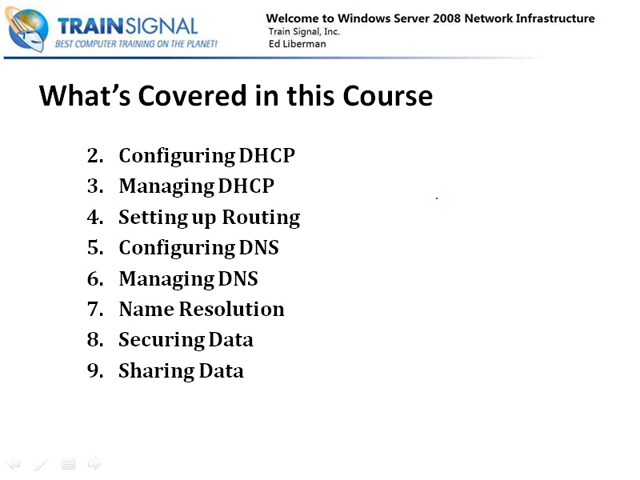 TRAINSIGNAL
BEST COMPUTER TRAINING ON THE PLANET!
Welcome to Windows Server 2008 Network Infrastructure
Train Signal, Inc.
Ed Liberman
What's Covered in this Course
2. Configuring DHCP
3. Managing DHCP
4. Setting up Routing
5. Configuring DNS
6. Managing DNS
7. Name Resolution
8. Securing Data
9. Sharing Data